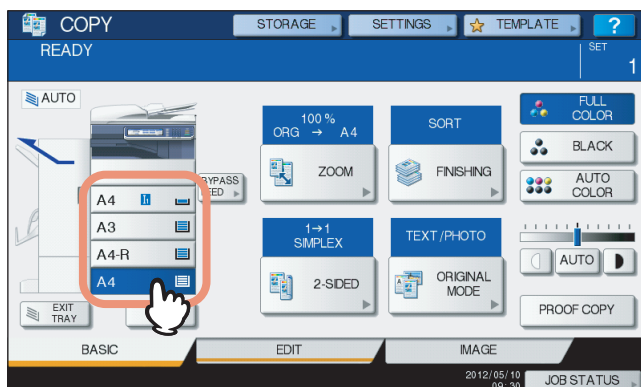 COPY
STORAGE
SETTINGS
TEMPLATE
?
READY
SET
1
AUTO
100 %
ORG → A4
ZOOM
SORT
FINISHING
FULL
COLOR
BLACK
AUTO
COLOR
BYPASS
FEED
A4
A3
A4-R
A4
1→1
SIMPLEX
2-SIDED
TEXT/PHOTO
ORIGINAL
MODE
AUTO
EXIT
TRAY
PROOF COPY
BASIC
EDIT
IMAGE
2012/05/10
09:30
JOB STATUS